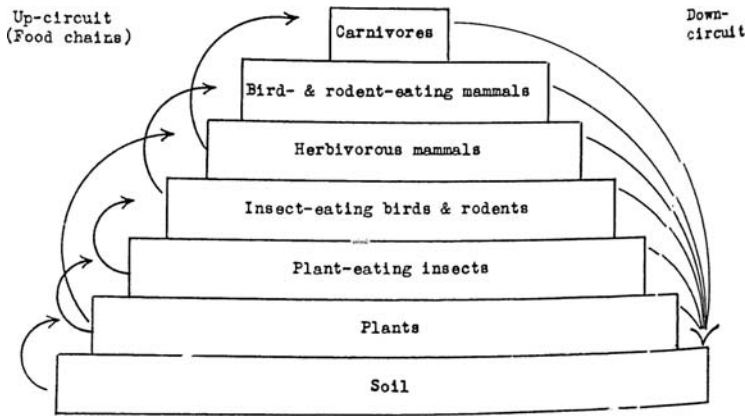 Up-circuit
(Food chains)
Down-
circuit
Carnivores
Bird- & rodent-eating mammals
Herbivorous mammals
Insect-eating birds & rodents
Plant-eating insects
Plants
Soil